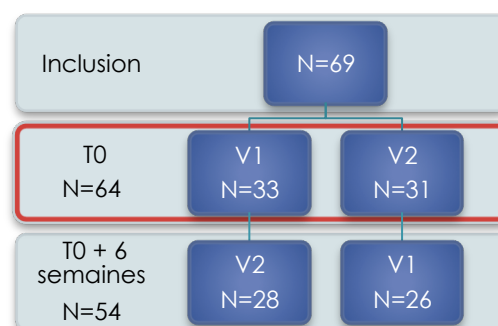 Inclusion
N=69
T0
N=64
V1
N=33
V2
N=31
T0 + 6
semaines
N=54
V2
N=28
V1
N=26